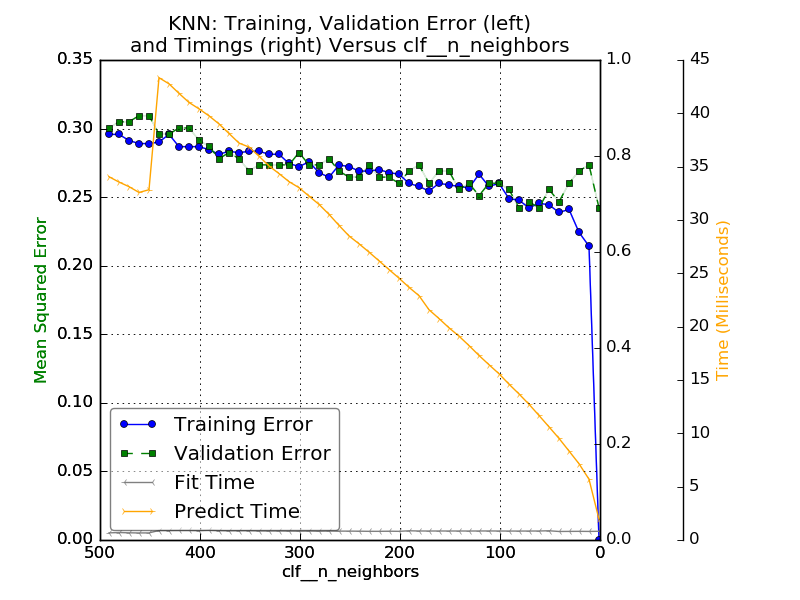 KNN: Training, Validation Error (left)
and Timings (right) Versus clf__n_neighbors
Mean Squared Error
0.35
0.30
0.25
0.20
0.15
0.10
0.05
0.00
Training Error
Validation Error
Fit Time
Predict Time
500 400 300 200 100 0
clf__n_neighbors
1.0
0.8
0.6
0.4
0.2
0.0
45
40
35
30
25
20
15
10
5
0
Time (Milliseconds)